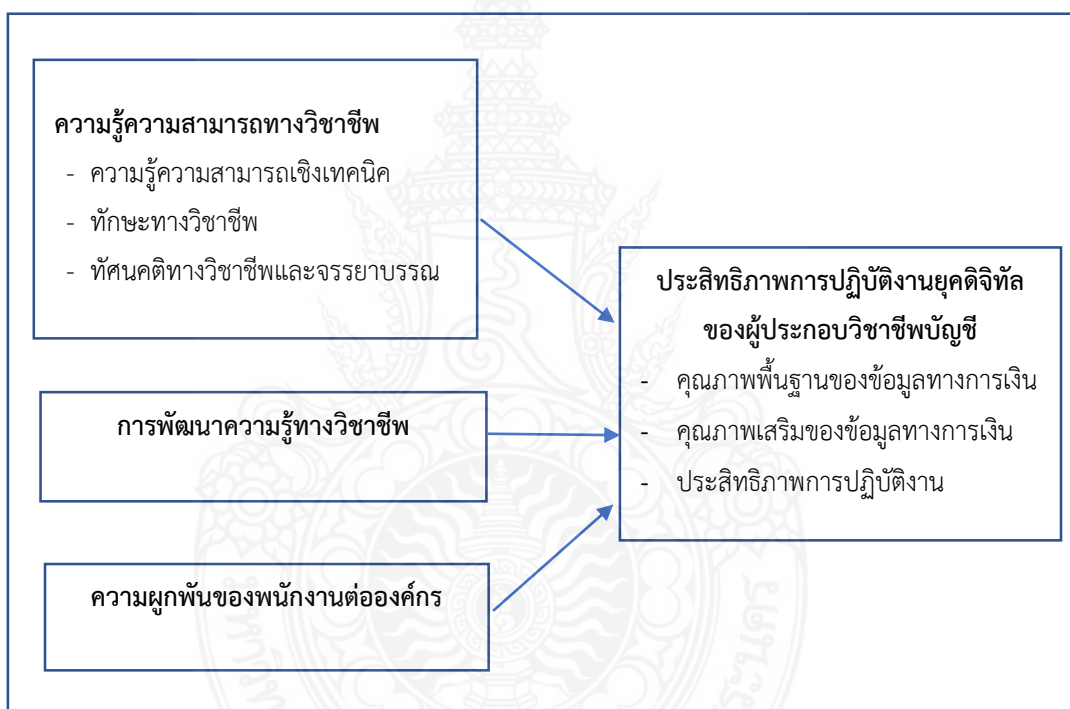 ความรู้ความสามารถทางวิชาชีพ
- ความรู้ความสามารถเชิงเทคนิค
- ทักษะทางวิชาชีพ
- ทัศนคติทางวิชาชีพและจรรยาบรรณ
การพัฒนาความรู้ทางวิชาชีพ
ความผูกพันของพนักงานต่อองค์กร
ประสิทธิภาพการปฏิบัติงานยุคดิจิทัล
ของผู้ประกอบวิชาชีพบัญชี
- คุณภาพพื้นฐานของข้อมูลทางการเงิน
- คุณภาพเสริมของข้อมูลทางการเงิน
- ประสิทธิภาพการปฏิบัติงาน